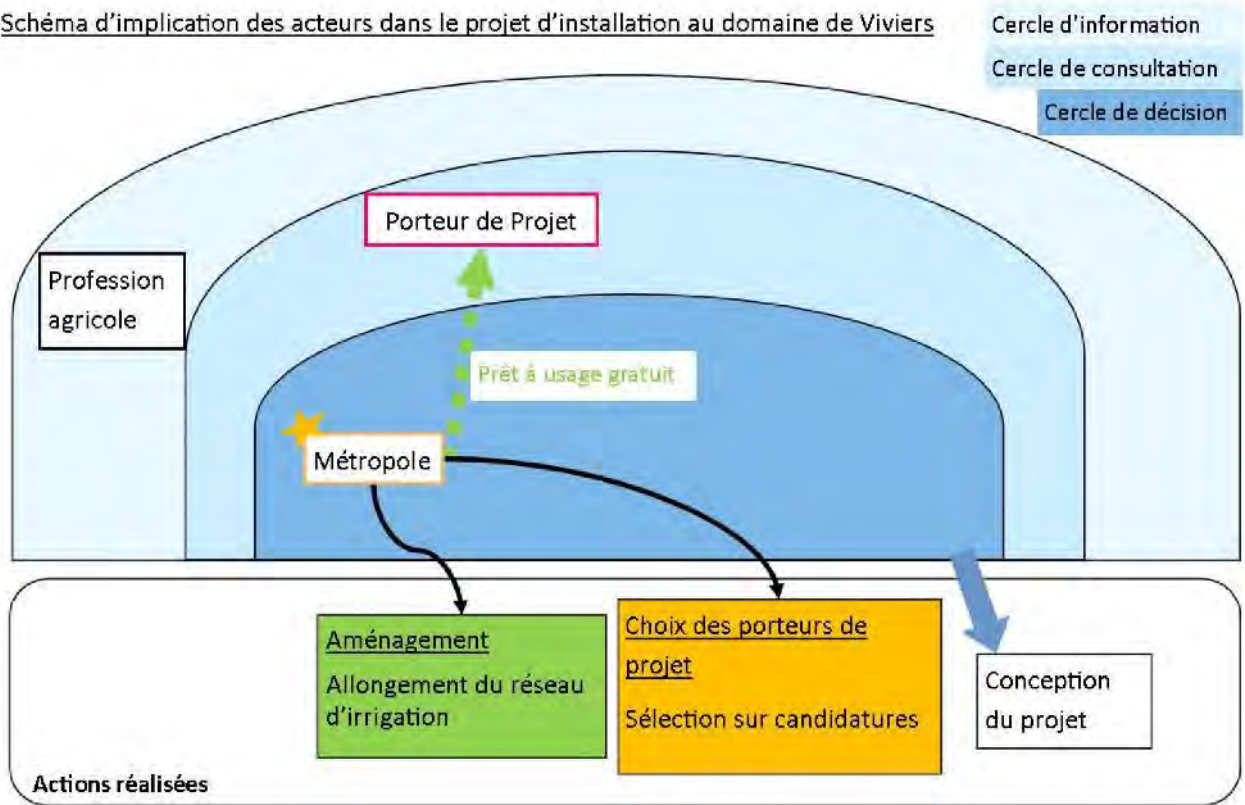 Schéma d’implication des acteurs dans le projet d’installation au domaine de Viviers
Cercle d’information
Cercle de consultation
Cercle de décision
Porteur de Projet
Profession
agricole
Prêt à usage gratuit
Métropole
Aménagement
Allongement du réseau
d’irrigation
Choix des porteurs de
projet
Sélection sur candidatures
Conception
du projet
Actions réalisées